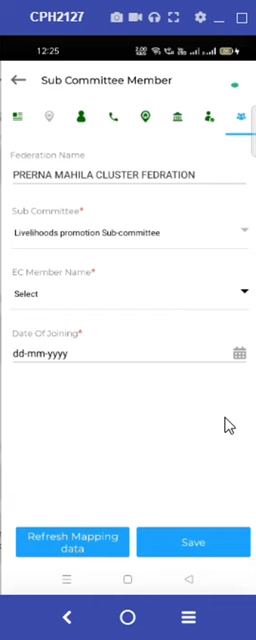 CPH2127
12:25
Sub Committee Member
Federation Name
PRERNA MAHILA CLUSTER FEDRATION
Sub Committee*
Livelihoods promotion Sub-committee
EC Member Name*
Select
Date Of Joining*
dd-mm-yyyy
Refresh Mapping
data
Save